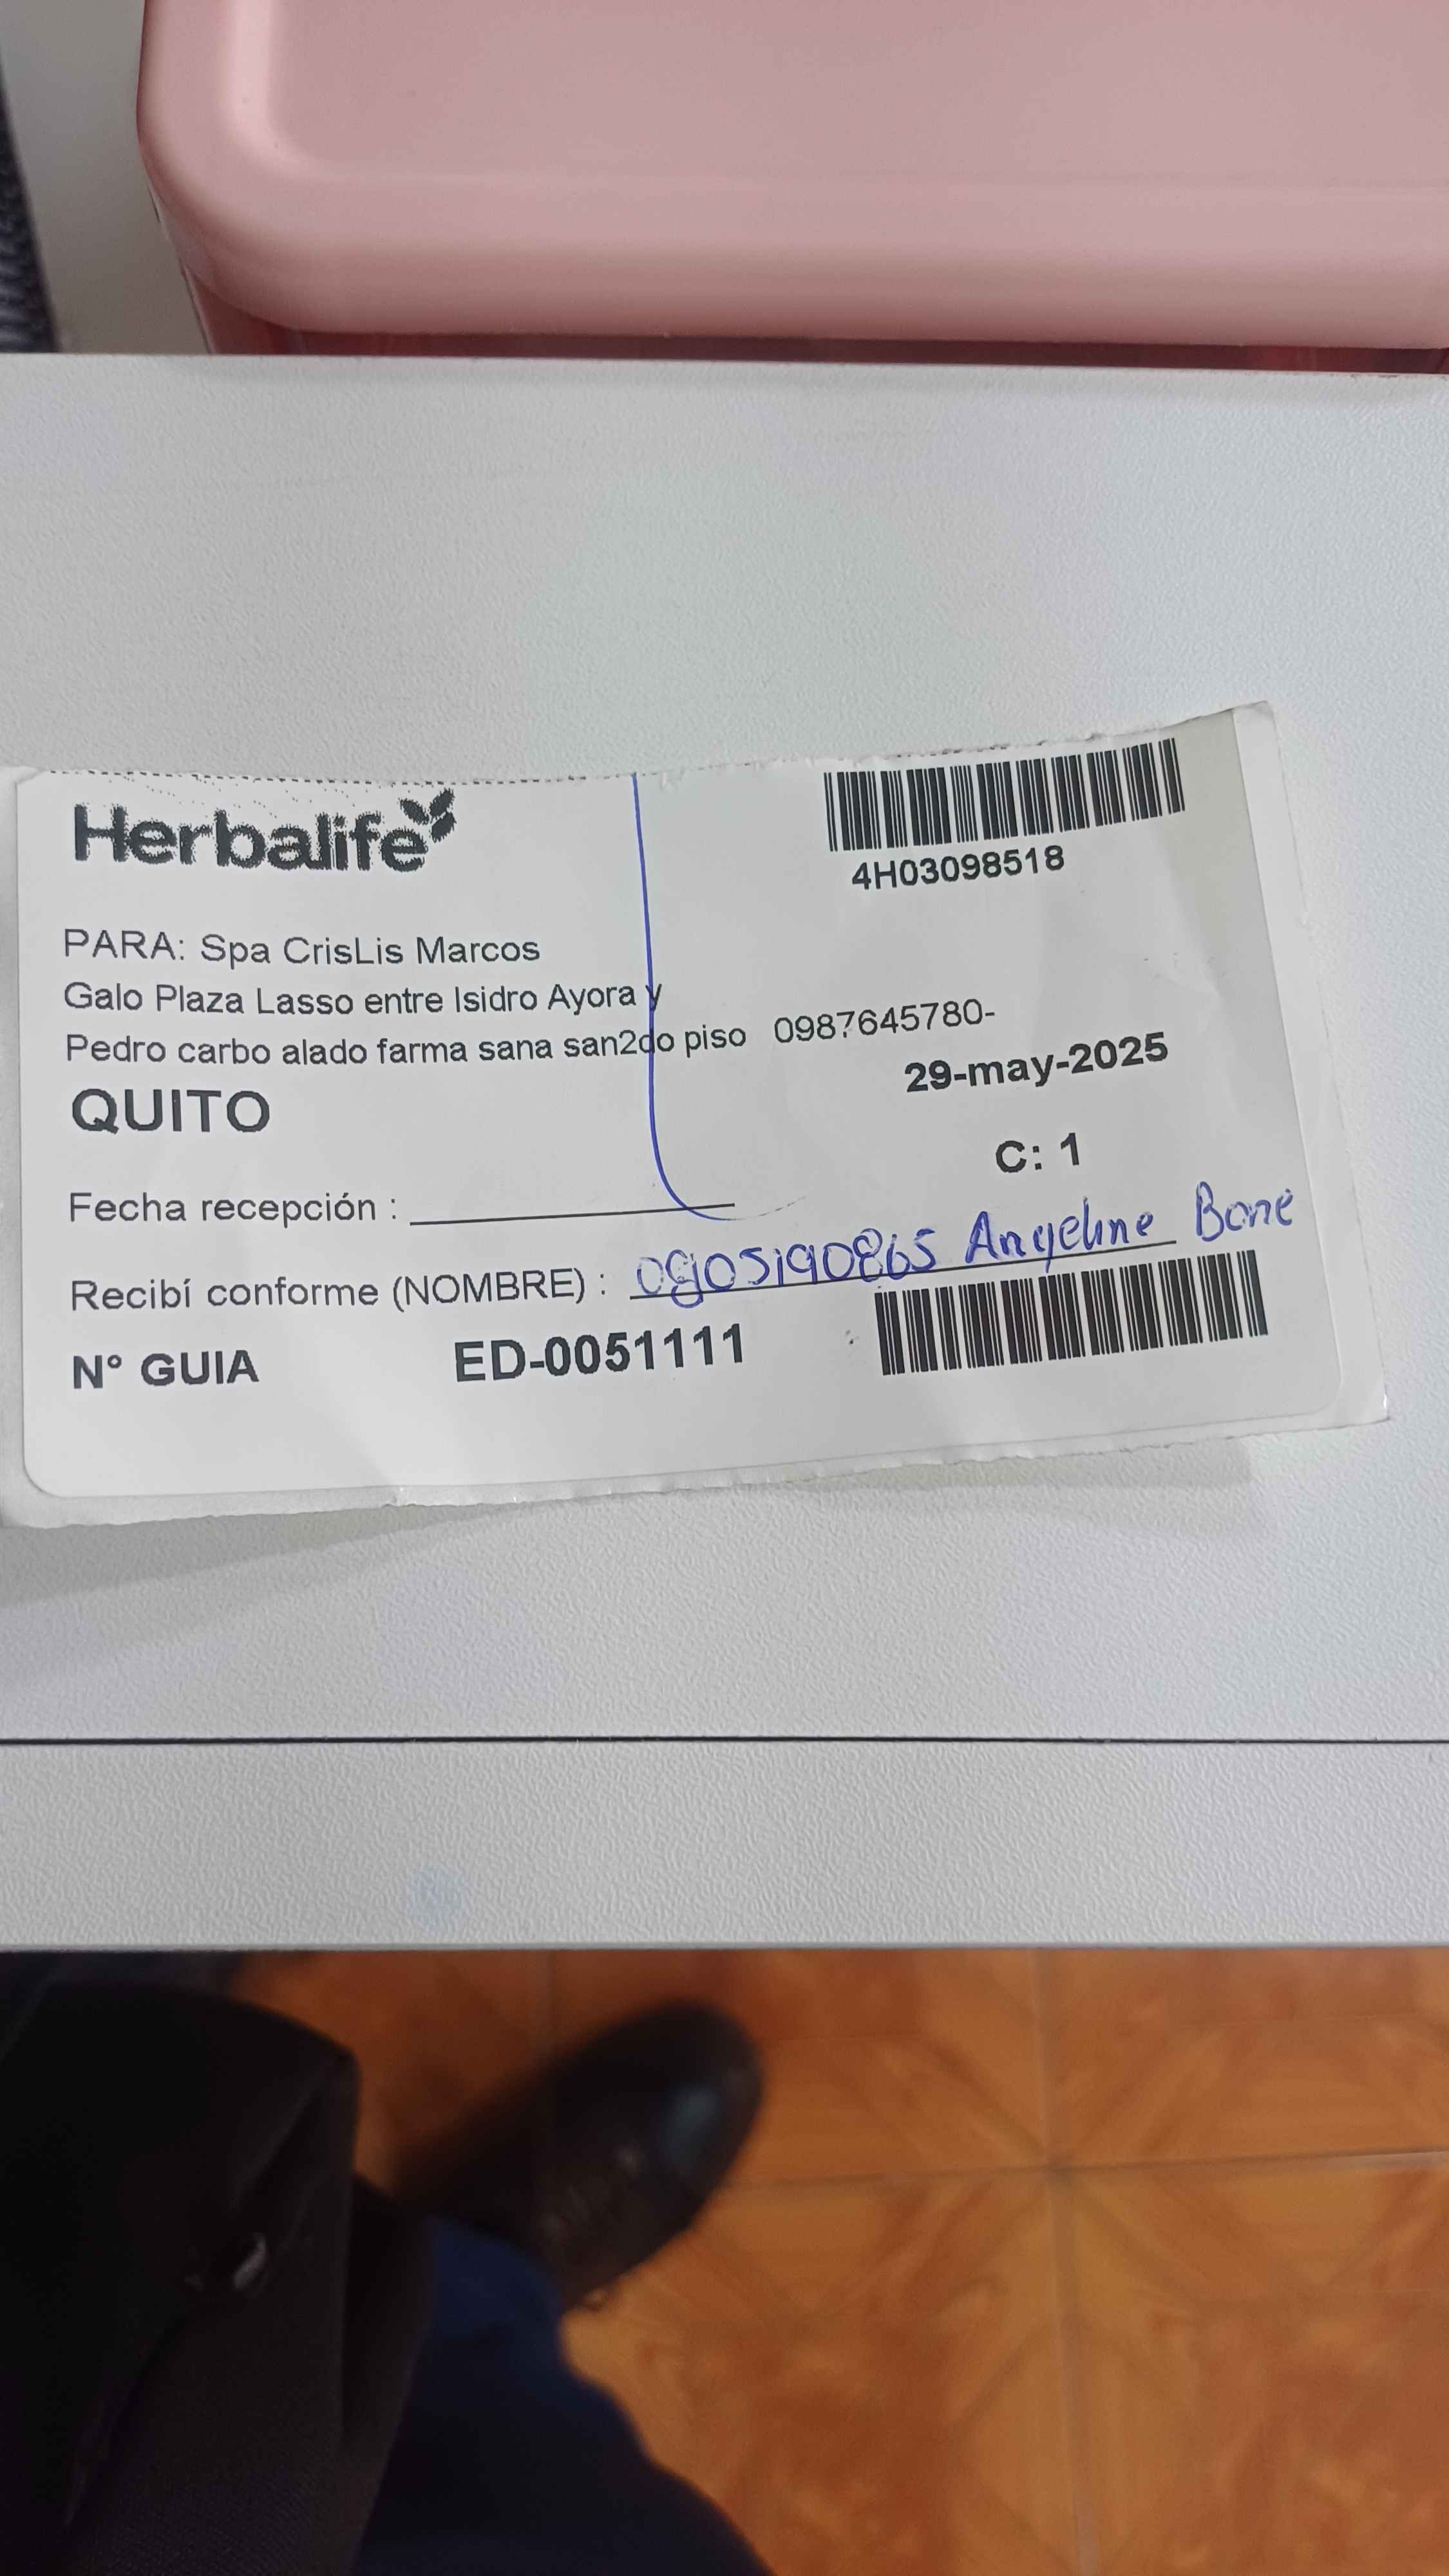 Herbalife
4H03098518
PARA: Spa CrisLis Marcos
Galo Plaza Lasso entre Isidro Ayora y
Pedro carbo alado farma sana san2do piso 0987645780-
29-may-2025
QUITO
C: 1
Fecha recepción :
Recibí conforme (NOMBRE) : 0905190865 Angeline Bone
N° GUIA ED-0051111